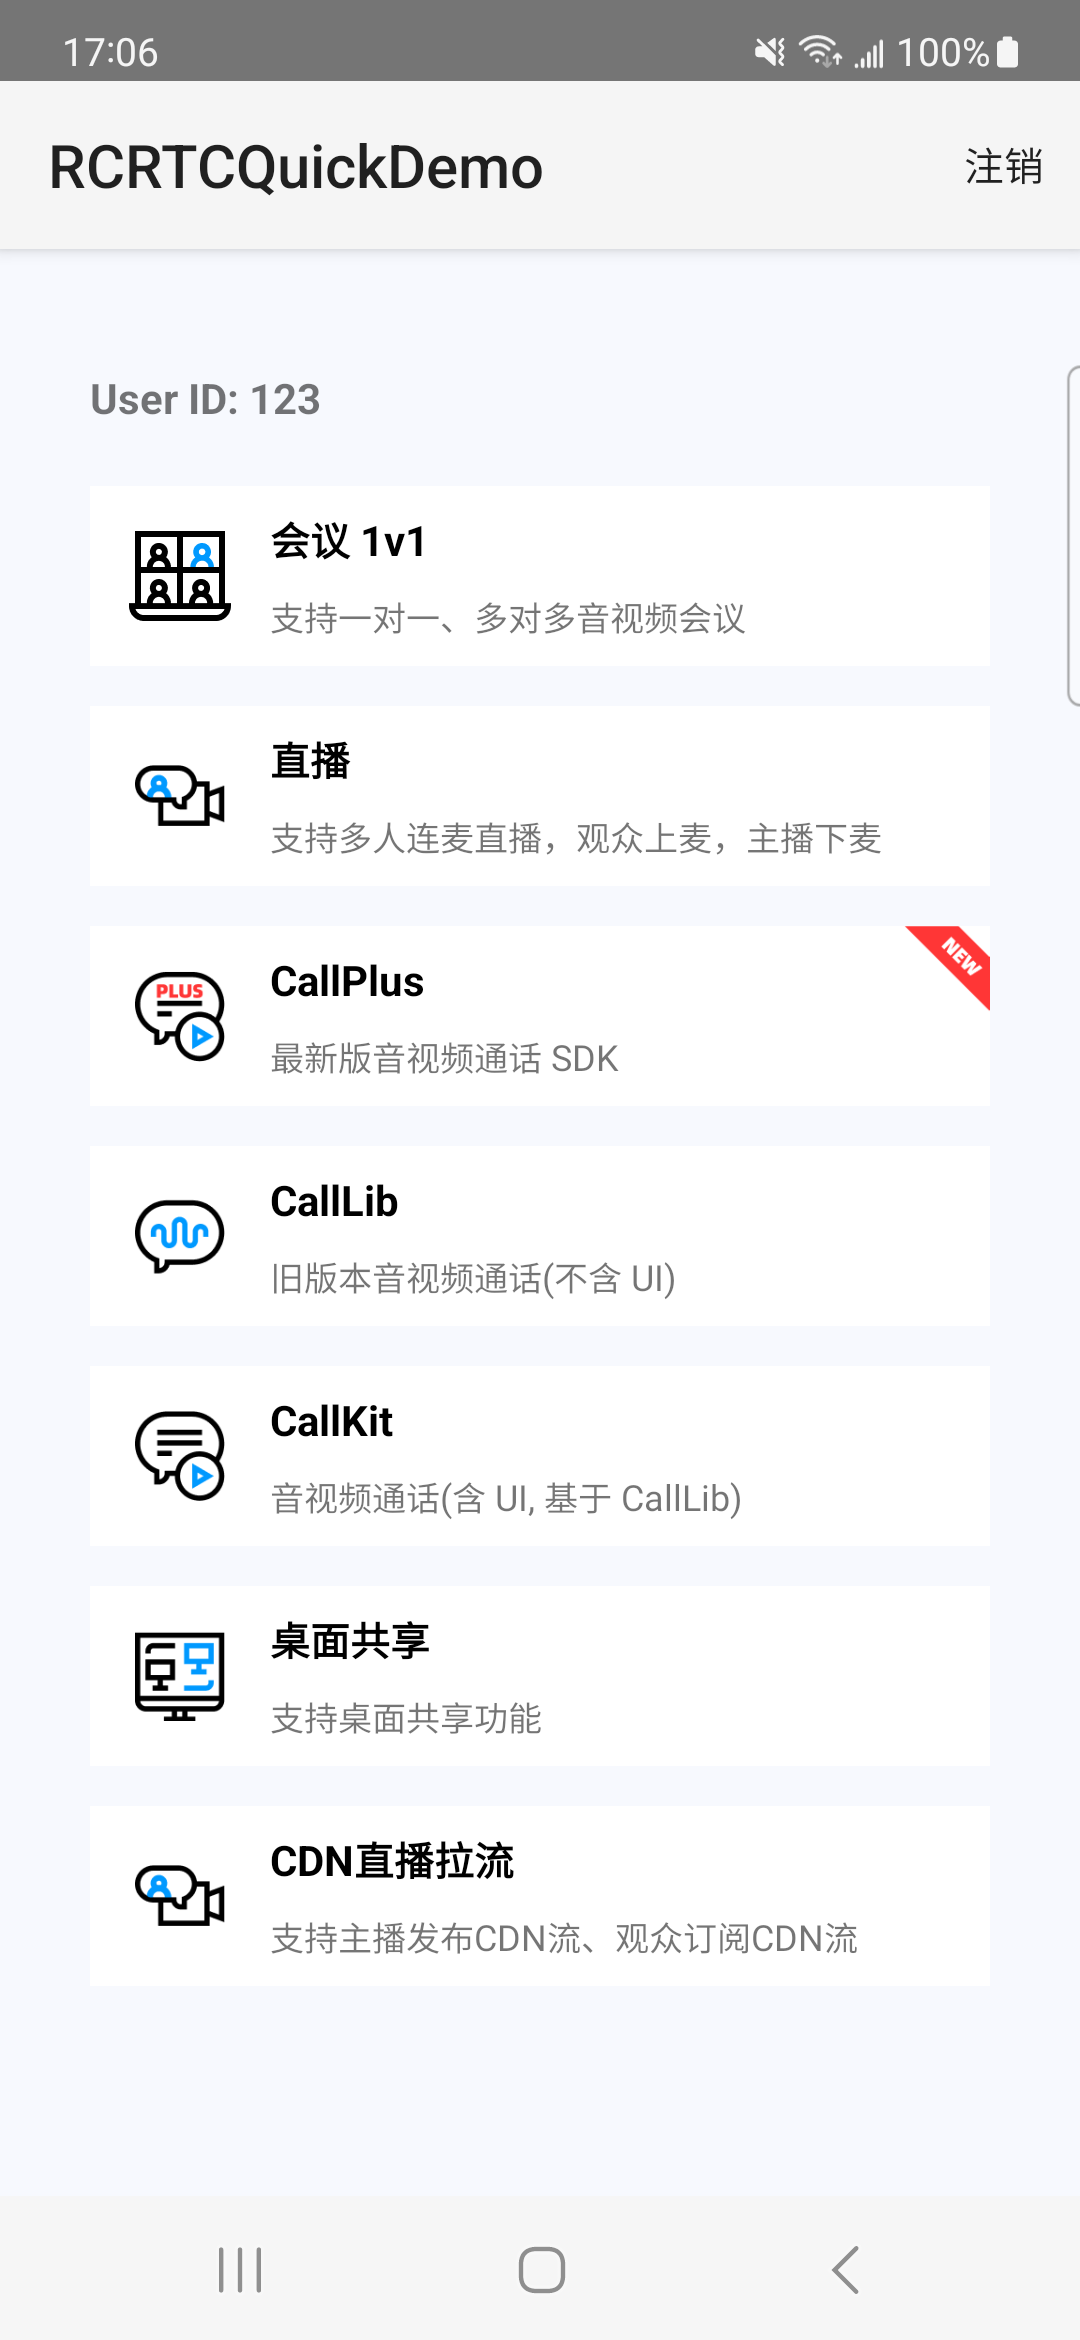 17:06
100%
RCRTCQuickDemo
注销
User ID: 123
会议 1v1
支持一对一、多对多音视频会议
直播
支持多人连麦直播，观众上麦，主播下麦
NEW
PLUS
CallPlus
最新版音视频通话 SDK
CallLib
旧版本音视频通话(不含 UI)
CallKit
音视频通话(含 UI, 基于 CallLib)
桌面共享
支持桌面共享功能
CDN直播拉流
支持主播发布CDN流、观众订阅CDN流